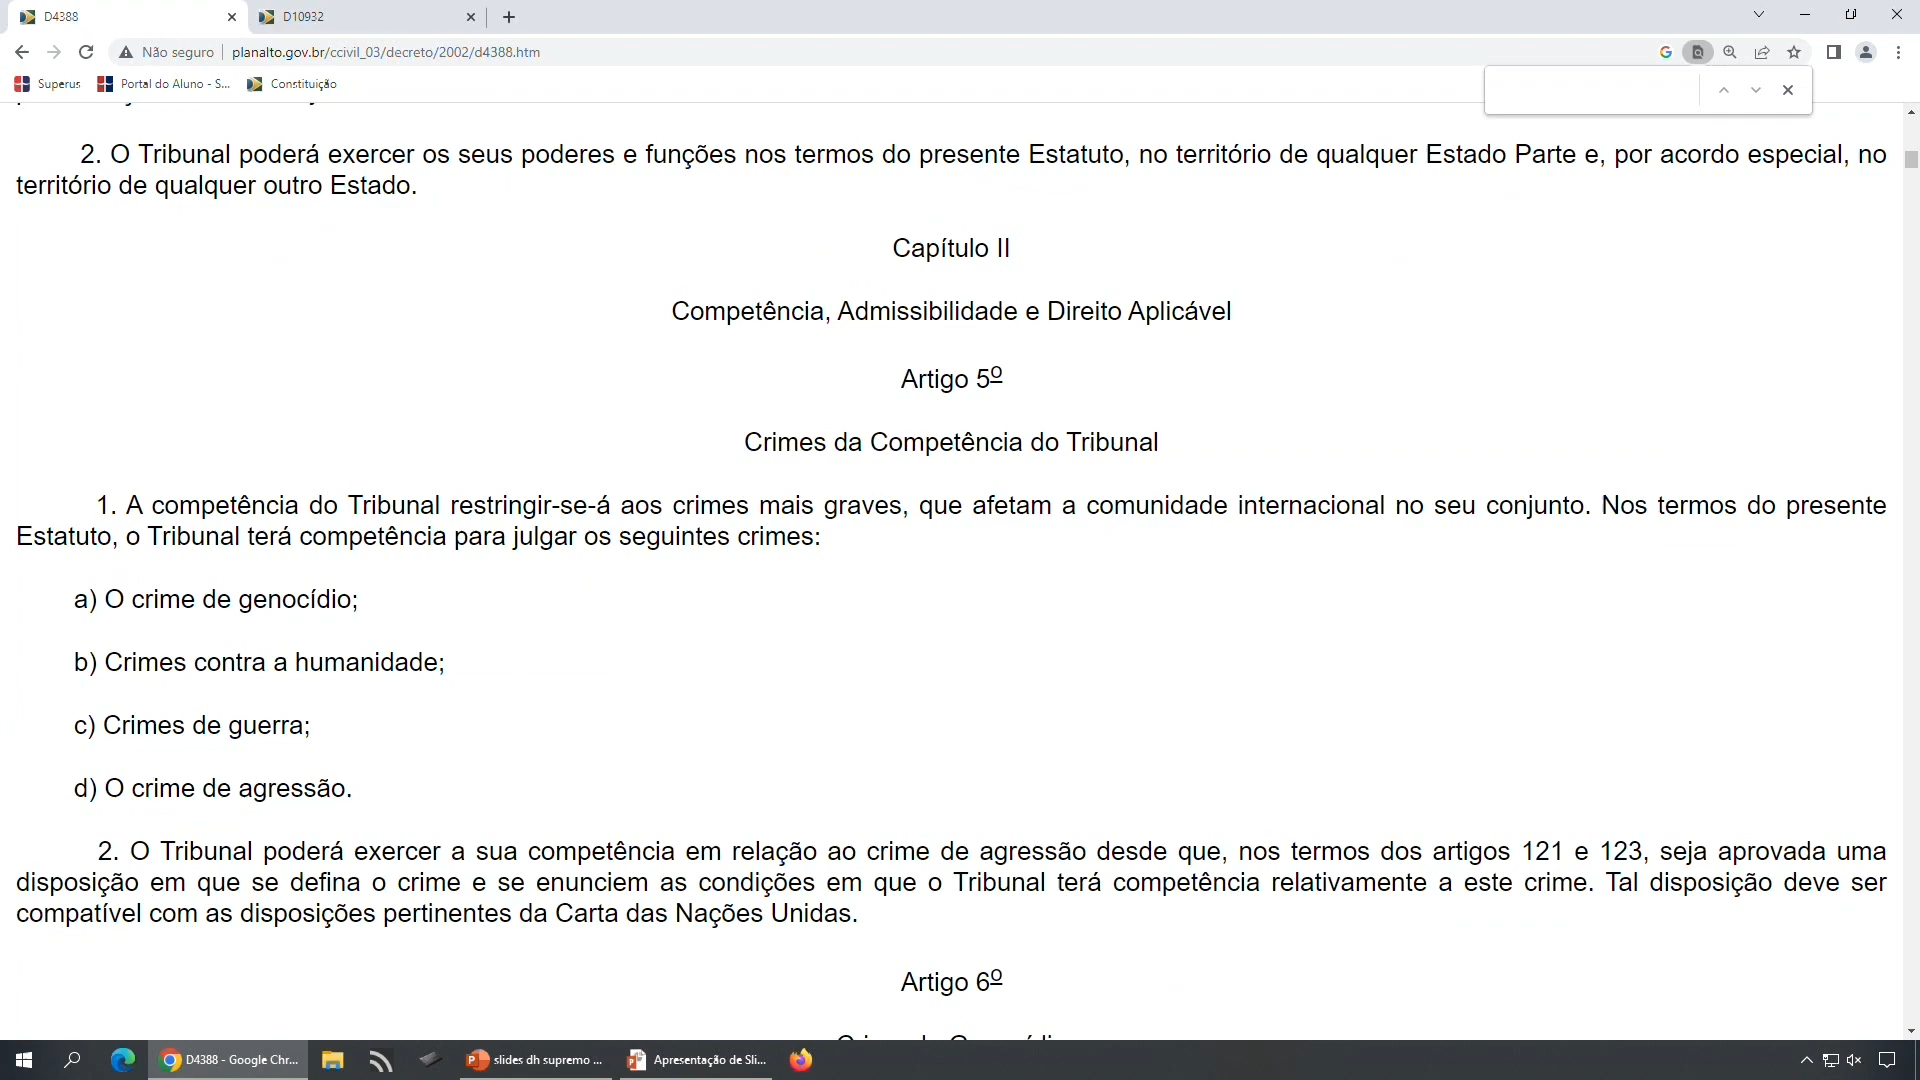 D4388
D10932
Não seguro
planalto.gov.br/ccivil_03/decreto/2002/d4388.htm
Superus
Portal do Aluno - S...
Constituição
2. O Tribunal poderá exercer os seus poderes e funções nos termos do presente Estatuto, no território de qualquer Estado Parte e, por acordo especial, no
território de qualquer outro Estado.
Capítulo II
Competência, Admissibilidade e Direito Aplicável
Artigo 5º
Crimes da Competência do Tribunal
1. A competência do Tribunal restringir-se-á aos crimes mais graves, que afetam a comunidade internacional no seu conjunto. Nos termos do presente
Estatuto, o Tribunal terá competência para julgar os seguintes crimes:
a) O crime de genocídio;
b) Crimes contra a humanidade;
c) Crimes de guerra;
d) O crime de agressão.
2. O Tribunal poderá exercer a sua competência em relação ao crime de agressão desde que, nos termos dos artigos 121 e 123, seja aprovada uma
disposição em que se defina o crime e se enunciem as condições em que o Tribunal terá competência relativamente a este crime. Tal disposição deve ser
compatível com as disposições pertinentes da Carta das Nações Unidas.
Artigo 6º
D4388 - Google Chr...
slides dh supremo ...
Apresentação de Sli...